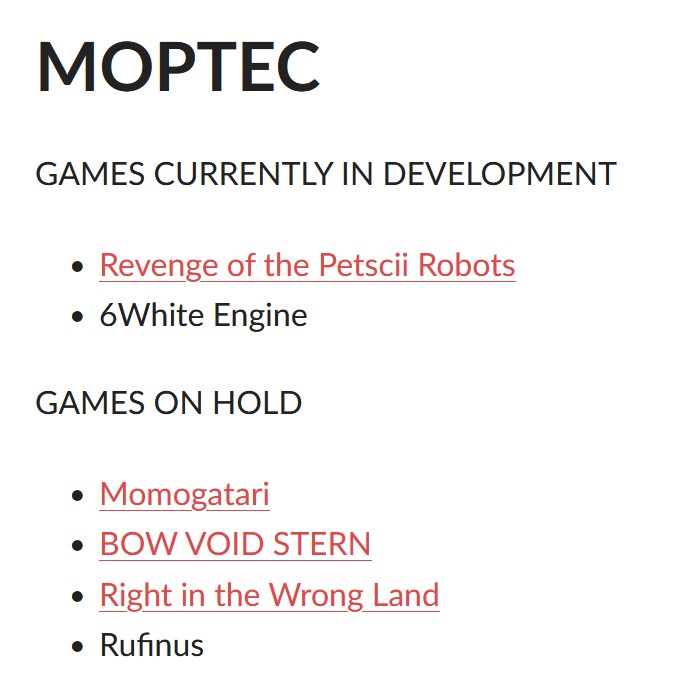 MOPTEC
GAMES CURRENTLY IN DEVELOPMENT
• Revenge of the Petscii Robots
• 6White Engine
GAMES ON HOLD
• Momogatari
• BOW VOID STERN
• Right in the Wrong Land
• Rufinus